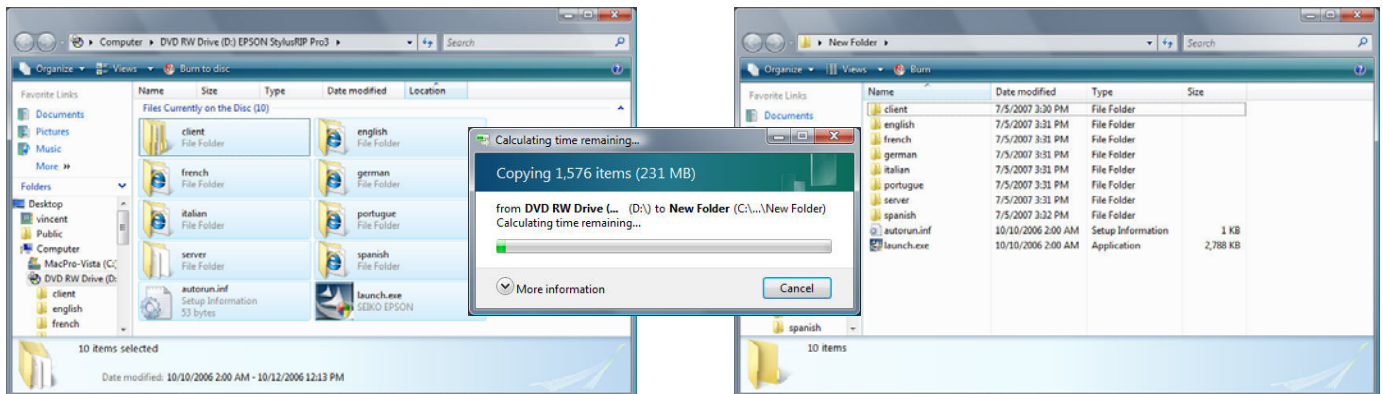 Computer ▸ DVD RW Drive (D:) EPSON StylusRIP Pro3 ▸ Search
Organize Views Burn to disc
Favorite Links
Documents
Pictures
Music
More »
Folders
Desktop
vincent
Public
Computer
MacPro-Vista (C:
DVD RW Drive (D:
client
english
french
Name Size Type Date modified Location
Files Currently on the Disc (10)
client
File Folder
english
File Folder
french
File Folder
german
File Folder
italian
File Folder
portugue
File Folder
server
File Folder
spanish
File Folder
autorun.inf
Setup Information
53 bytes
launch.exe
SEIKO EPSON
10 items selected
Date modified: 10/10/2006 2:00 AM - 10/12/2006 12:13 PM
Calculating time remaining...
Copying 1,576 items (231 MB)
from DVD RW Drive (... (D:\) to New Folder (C:\...\New Folder)
Calculating time remaining...
More information
Cancel
New Folder ▸ Search
Organize Views Burn
Favorite Links
Documents
spanish
Name Date modified Type Size
client 7/5/2007 3:30 PM File Folder
english 7/5/2007 3:31 PM File Folder
french 7/5/2007 3:31 PM File Folder
german 7/5/2007 3:31 PM File Folder
italian 7/5/2007 3:31 PM File Folder
portugue 7/5/2007 3:31 PM File Folder
server 7/5/2007 3:31 PM File Folder
spanish 7/5/2007 3:32 PM File Folder
autorun.inf 10/10/2006 2:00 AM Setup Information 1 KB
launch.exe 10/10/2006 2:00 AM Application 2,788 KB
10 items